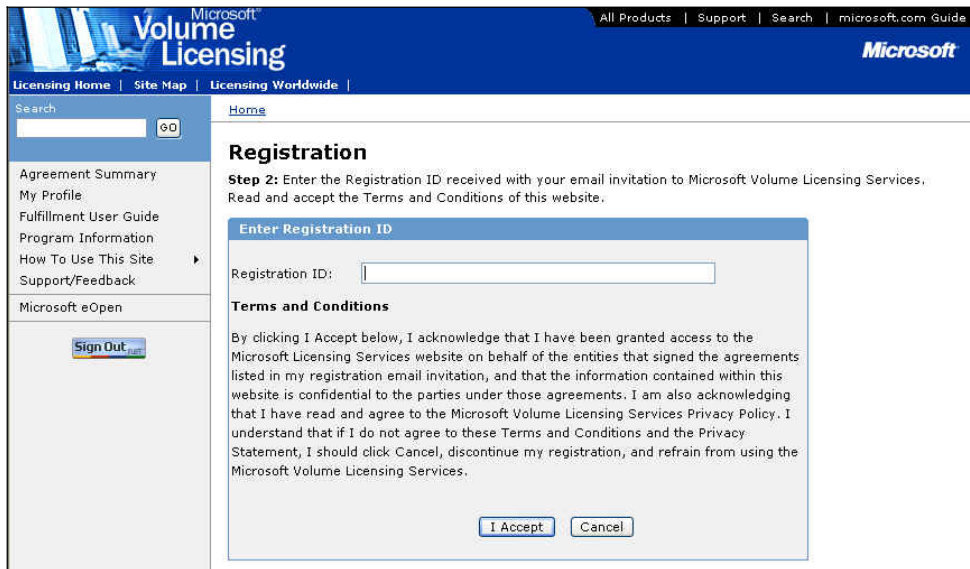 Microsoft
Volume
Licensing
All Products | Support | Search | microsoft.com Guide
Microsoft
Licensing Home | Site Map | Licensing Worldwide |
Search
GO
Agreement Summary
My Profile
Fulfillment User Guide
Program Information
How To Use This Site
Support/Feedback
Microsoft eOpen
Sign Out .net
Home
Registration
Step 2: Enter the Registration ID received with your email invitation to Microsoft Volume Licensing Services.
Read and accept the Terms and Conditions of this website.
Enter Registration ID
Registration ID:
Terms and Conditions
By clicking I Accept below, I acknowledge that I have been granted access to the
Microsoft Licensing Services website on behalf of the entities that signed the agreements
listed in my registration email invitation, and that the information contained within this
website is confidential to the parties under those agreements. I am also acknowledging
that I have read and agree to the Microsoft Volume Licensing Services Privacy Policy. I
understand that if I do not agree to these Terms and Conditions and the Privacy
Statement, I should click Cancel, discontinue my registration, and refrain from using the
Microsoft Volume Licensing Services.
I Accept
Cancel